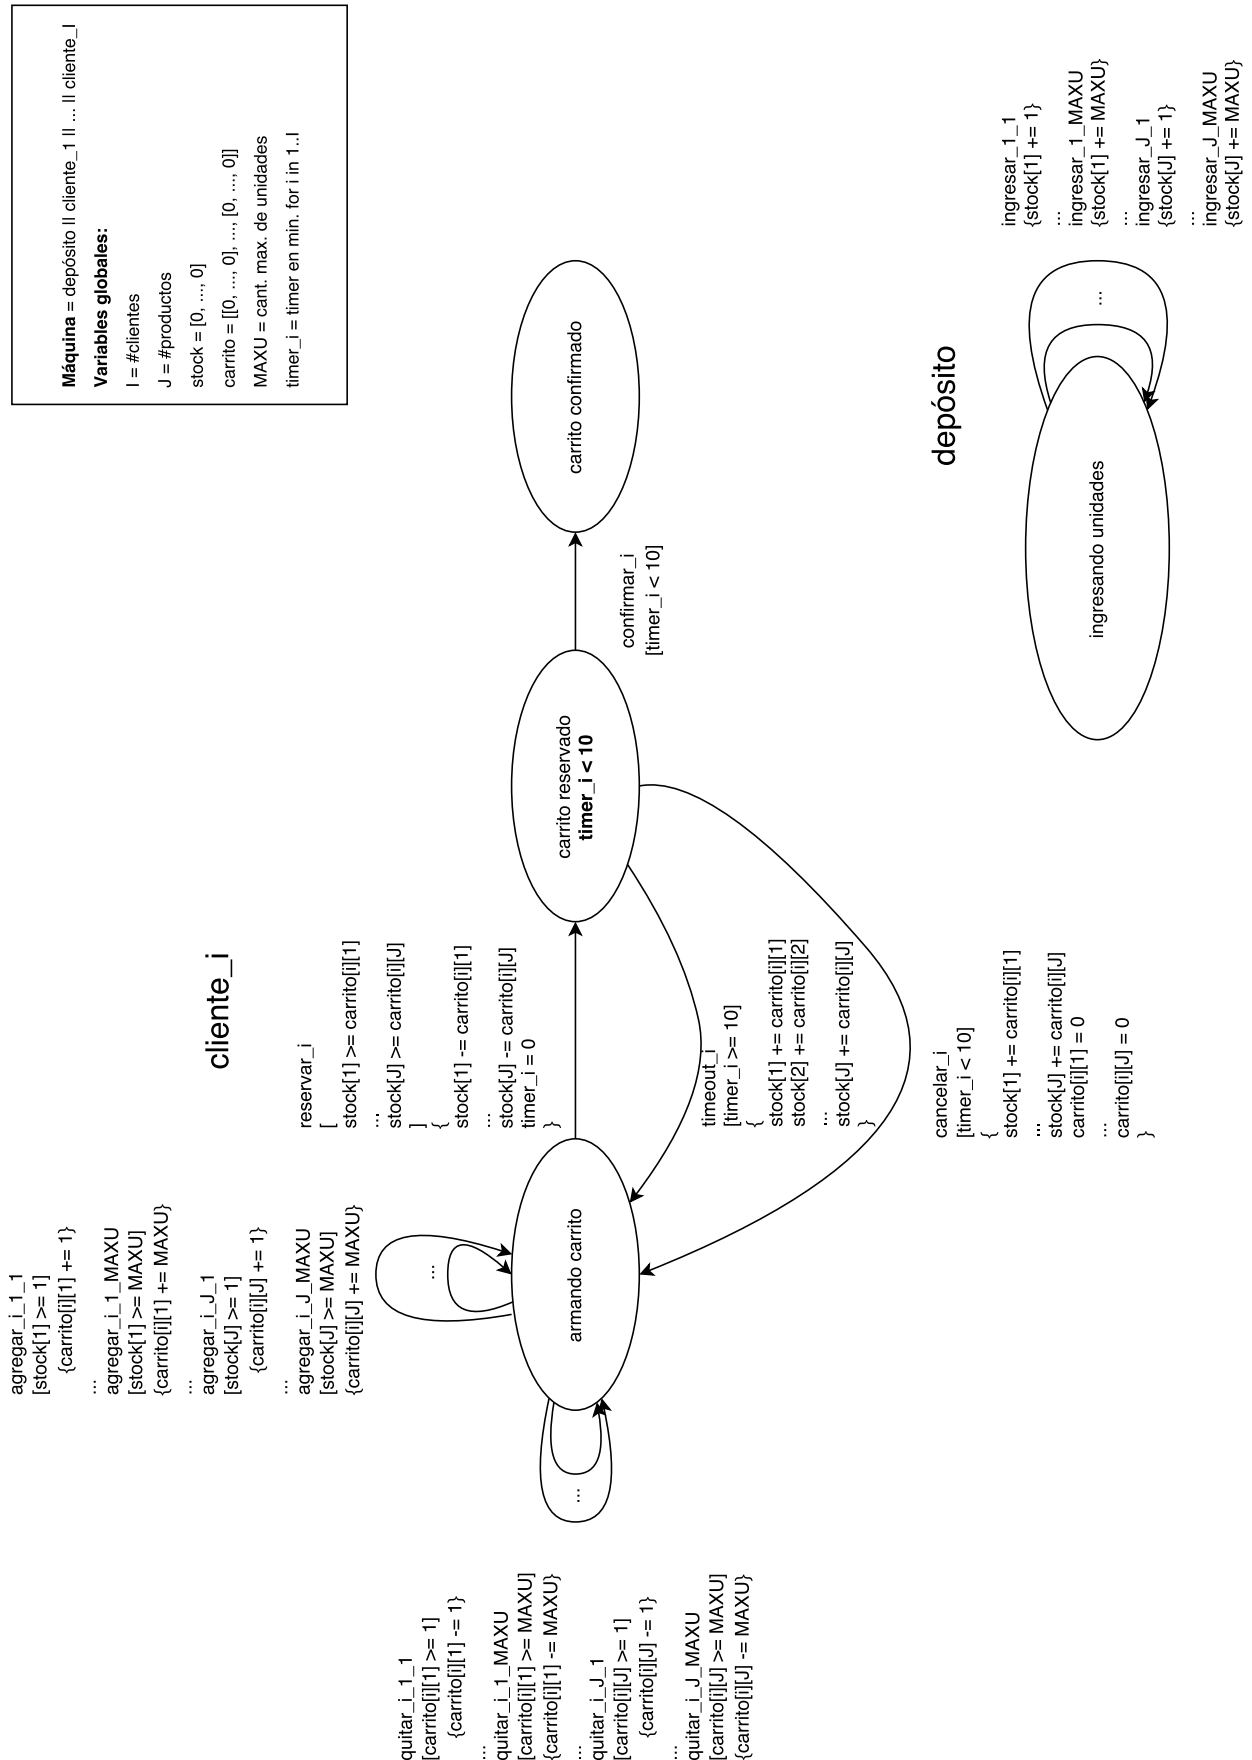 Máquina = depósito || cliente_1 || ... || cliente_I
Variables globales:
I = #clientes
J = #productos
stock = [0, ..., 0]
carrito = [[0, ..., 0], ..., [0, ..., 0]]
MAXU = cant. max. de unidades
timer_i = timer en min. for i in 1..I
cliente_i
agregar_i_1_1
[stock[1] >= 1]
{carrito[i][1] += 1}
...
agregar_i_1_MAXU
[stock[1] >= MAXU]
{carrito[i][1] += MAXU}
...
agregar_i_J_1
[stock[J] >= 1]
{carrito[i][J] += 1}
...
agregar_i_J_MAXU
[stock[J] >= MAXU]
{carrito[i][J] += MAXU}
...
quitar_i_1_1
[carrito[i][1] >= 1]
{carrito[i][1] -= 1}
...
quitar_i_1_MAXU
[carrito[i][1] >= MAXU]
{carrito[i][1] -= MAXU}
...
quitar_i_J_1
[carrito[i][J] >= 1]
{carrito[i][J] -= 1}
...
quitar_i_J_MAXU
[carrito[i][J] >= MAXU]
{carrito[i][J] -= MAXU}
...
armando carrito
reservar_i
[
stock[1] >= carrito[i][1]
...
stock[J] >= carrito[i][J]
]
{
stock[1] -= carrito[i][1]
...
stock[J] -= carrito[i][J]
timer_i = 0
}
carrito reservado
timer_i < 10
confirmar_i
[timer_i < 10]
carrito confirmado
timeout_i
[timer_i >= 10]
{
stock[1] += carrito[i][1]
stock[2] += carrito[i][2]
...
stock[J] += carrito[i][J]
}
cancelar_i
[timer_i < 10]
{
stock[1] += carrito[i][1]
...
stock[J] += carrito[i][J]
carrito[i][1] = 0
...
carrito[i][J] = 0
}
depósito
ingresando unidades
...
ingresar_1_1
{stock[1] += 1}
...
ingresar_1_MAXU
{stock[1] += MAXU}
...
ingresar_J_1
{stock[J] += 1}
...
ingresar_J_MAXU
{stock[J] += MAXU}